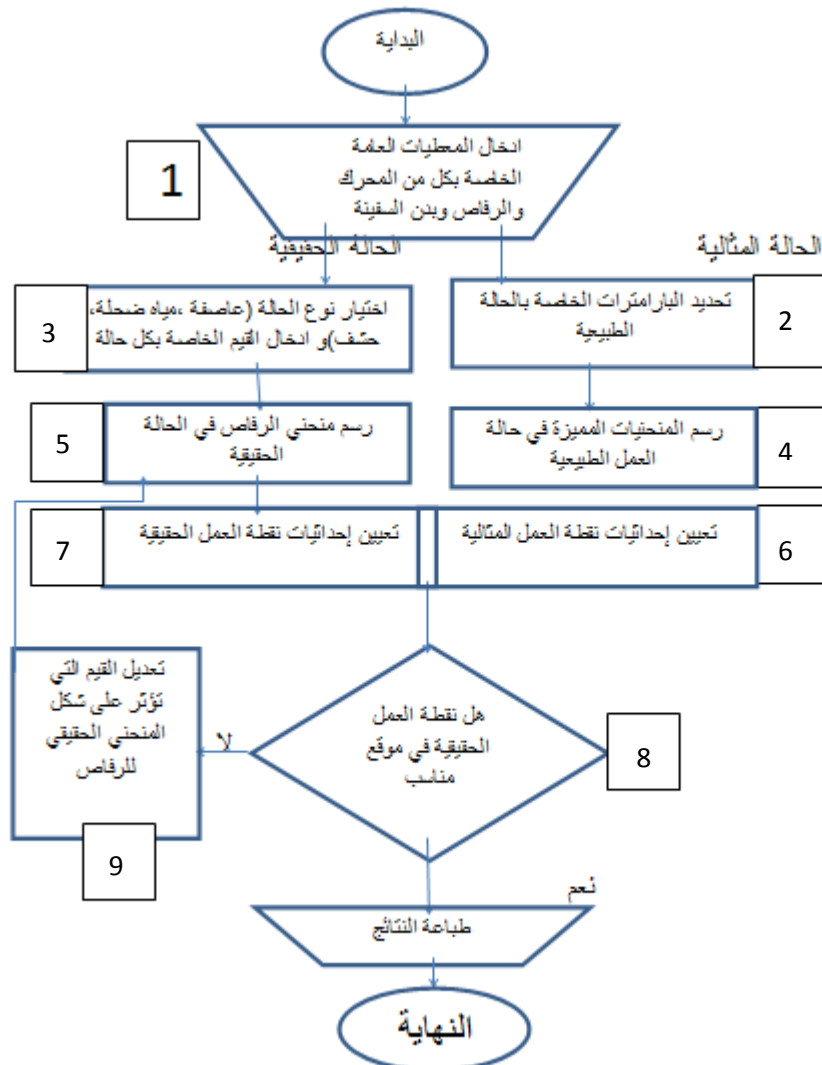 البداية
1
ادخال المعطيات العامة
الخاصة بكل من المحرك
والرفاص وبدن السفينة
الحالة المثالية
الحالة الحقيقية
تحديد البارامترات الخاصة بالحالة
الطبيعية
2
اختيار نوع الحالة (عاصفة ،مياه ضحلة،
حشف)و ادخال القيم الخاصة بكل حالة
3
رسم المنحنيات المميزة في حالة
العمل الطبيعية
4
رسم منحني الرفاص في الحالة
الحقيقية
5
تعيين إحداثيات نقطة العمل المثالية
6
تعيين إحداثيات نقطة العمل الحقيقية
7
هل نقطة العمل
الحقيقية في موقع
مناسب
8
لا
تعديل القيم التي
تؤثر على شكل
المنحني الحقيقي
للرفاص
9
نعم
طباعة النتائج
النهاية